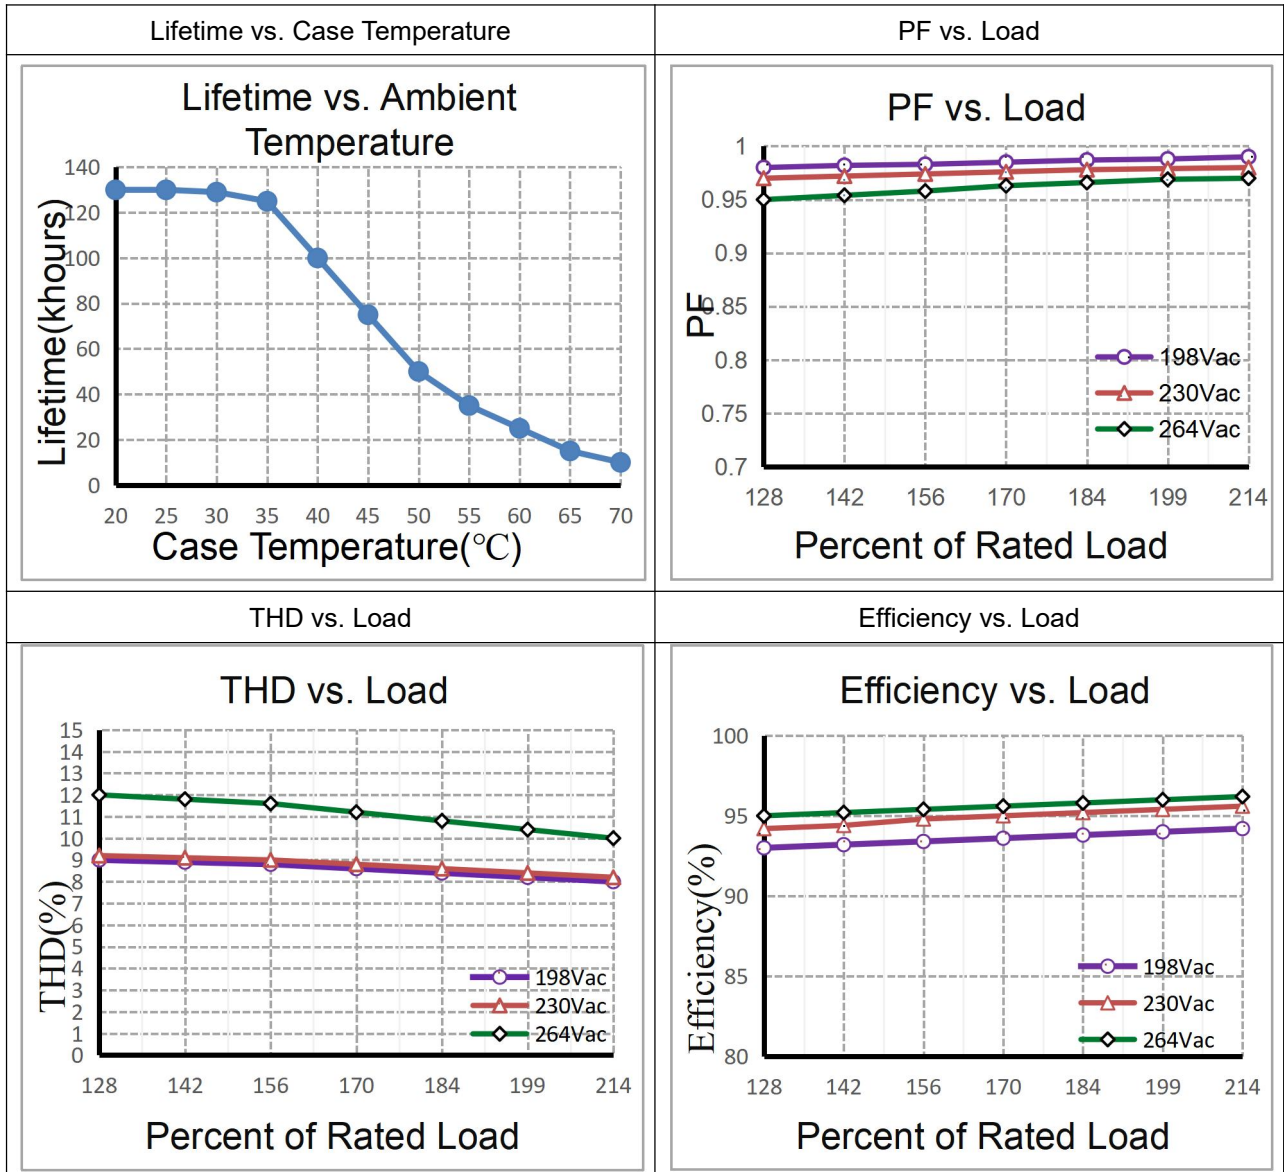 Lifetime vs. Case Temperature
PF vs. Load
Lifetime vs. Ambient
Temperature
140
120
100
80
60
40
20
0
Lifetime(khours)
20 25 30 35 40 45 50 55 60 65 70
Case Temperature(℃)
PF vs. Load
1
0.95
0.9
0.85
0.8
0.75
0.7
PF
198Vac
230Vac
264Vac
128 142 156 170 184 199 214
Percent of Rated Load
THD vs. Load
Efficiency vs. Load
THD vs. Load
15
14
13
12
11
10
9
8
7
6
5
4
3
2
1
0
THD(%)
198Vac
230Vac
264Vac
128 142 156 170 184 199 214
Percent of Rated Load
Efficiency vs. Load
100
95
90
85
80
Efficiency(%)
198Vac
230Vac
264Vac
128 142 156 170 184 199 214
Percent of Rated Load